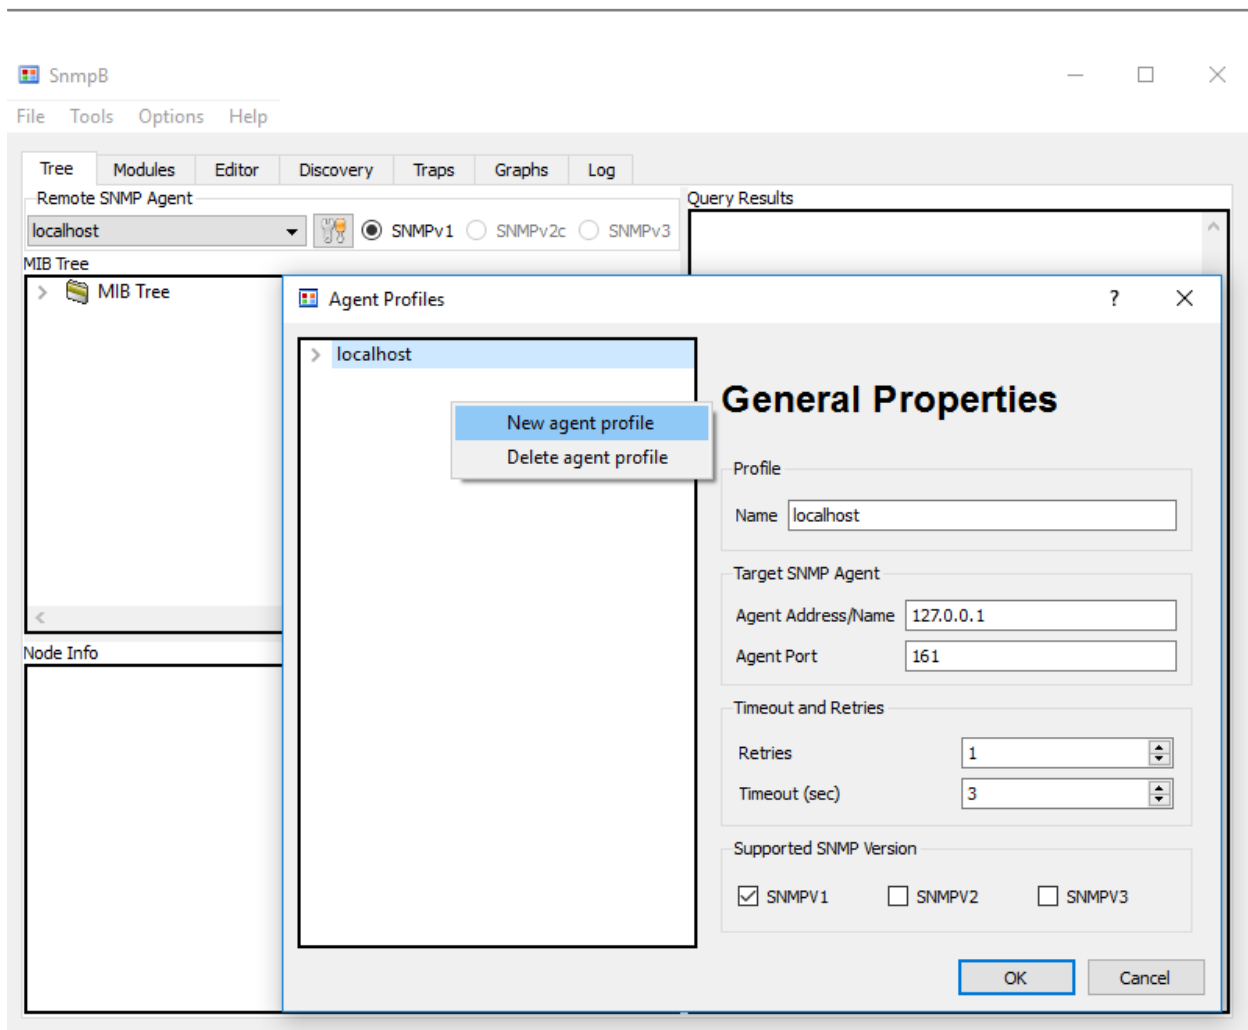 SnmpB
File Tools Options Help
Tree Modules Editor Discovery Traps Graphs Log
Remote SNMP Agent
Query Results
localhost SNMPv1 SNMPv2c SNMPv3
MIB Tree
MIB Tree
Agent Profiles ?
localhost
General Properties
New agent profile
Delete agent profile
Profile
Name localhost
Target SNMP Agent
Agent Address/Name 127.0.0.1
Agent Port 161
Node Info
Timeout and Retries
Retries 1
Timeout (sec) 3
Supported SNMP Version
SNMPV1 SNMPV2 SNMPV3
OK Cancel